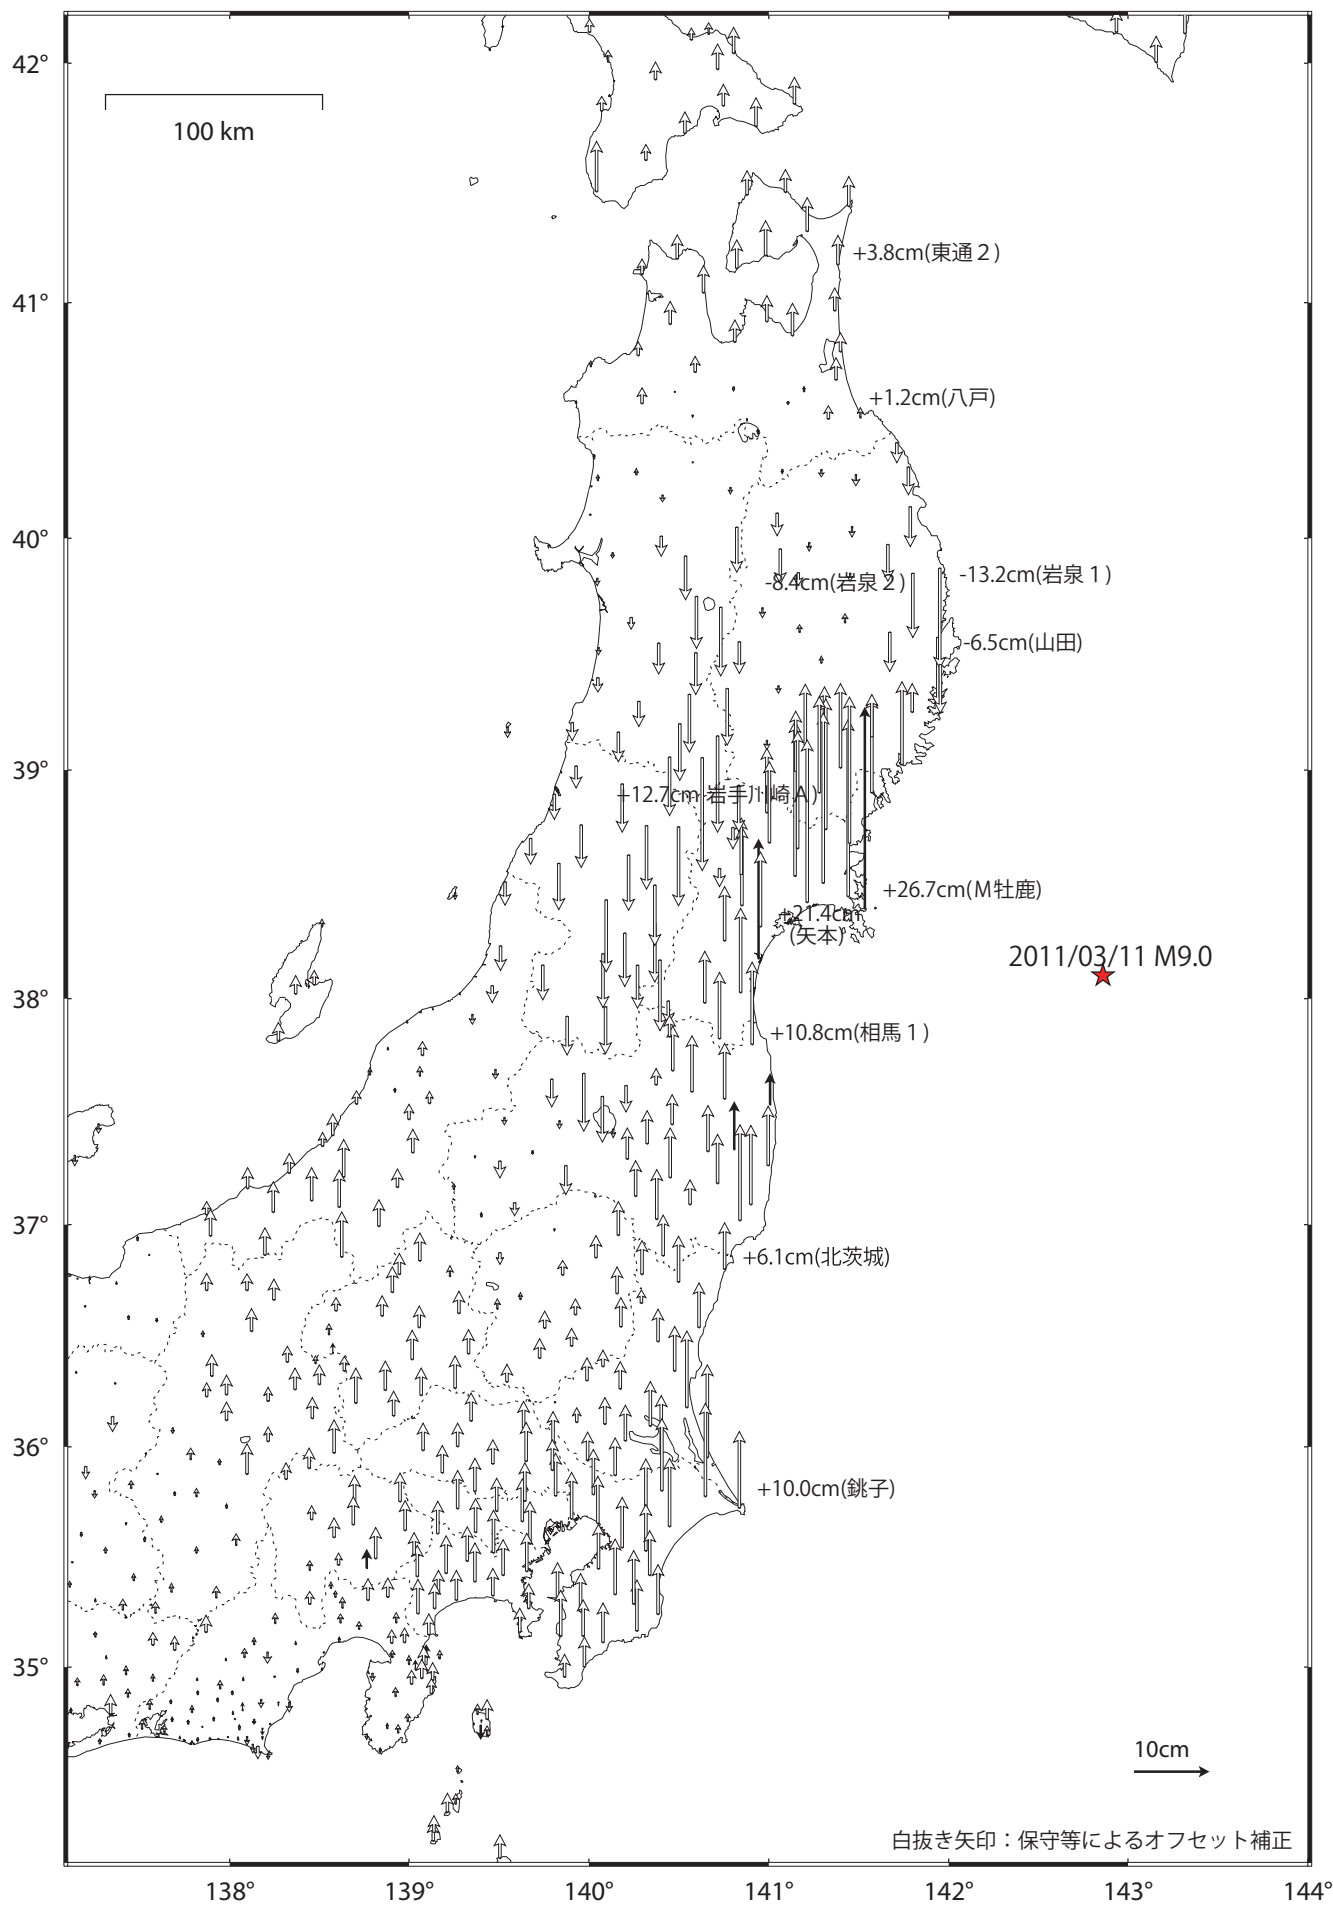 42°
100 km
+3.8cm(東通２)
41°
+1.2cm(八戸)
40°
-13.2cm(岩泉１)
-8.4cm(岩泉２)
-6.5cm(山田)
39°
+12.7cm 岩手川崎Ａ)
+26.7cm(Ｍ牡鹿)
+21.4cm
(矢本)
2011/03/11 M9.0
38°
+10.8cm(相馬１)
37°
+6.1cm(北茨城)
36°
+10.0cm(銚子)
35°
10cm
白抜き矢印：保守等によるオフセット補正
138° 139° 140° 141° 142° 143° 144°